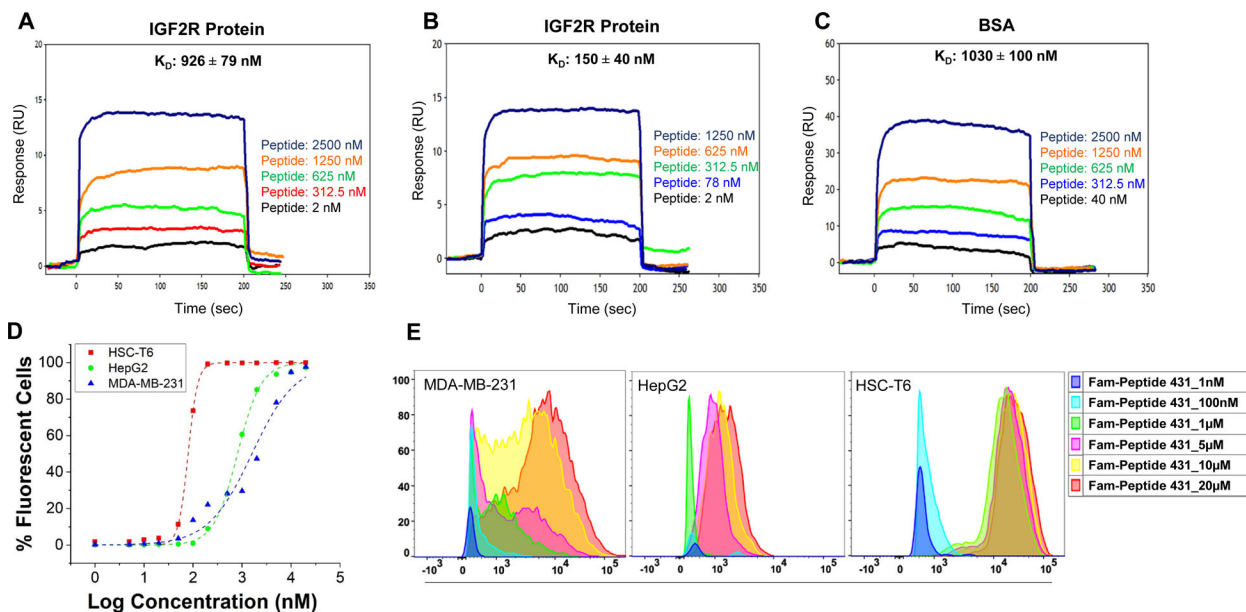 A
IGF2R Protein
K_D: 926 ± 79 nM
Response (RU)
20
15
10
5
0
Peptide: 2500 nM
Peptide: 1250 nM
Peptide: 625 nM
Peptide: 312.5 nM
Peptide: 2 nM
0 50 100 150 200 250 300 350
Time (sec)
B
IGF2R Protein
K_D: 150 ± 40 nM
Response (RU)
20
15
10
5
0
Peptide: 1250 nM
Peptide: 625 nM
Peptide: 312.5 nM
Peptide: 78 nM
Peptide: 2 nM
0 50 100 150 200 250 300 350
Time (sec)
C
BSA
K_D: 1030 ± 100 nM
Response (RU)
60
50
40
30
20
10
0
Peptide: 2500 nM
Peptide: 1250 nM
Peptide: 625 nM
Peptide: 312.5 nM
Peptide: 40 nM
0 50 100 150 200 250 300 350
Time (sec)
D
% Fluorescent Cells
100
80
60
40
20
0
HSC-T6
HepG2
MDA-MB-231
0 1 2 3 4 5
Log Concentration (nM)
E
100
80
60
40
20
0
MDA-MB-231
-10³ 0 10³ 10⁴ 10⁵
HepG2
-10³ 0 10³ 10⁴ 10⁵
HSC-T6
0 10³ 10⁴ 10⁵
Fam-Peptide 431_1nM
Fam-Peptide 431_100nM
Fam-Peptide 431_1µM
Fam-Peptide 431_5µM
Fam-Peptide 431_10µM
Fam-Peptide 431_20µM